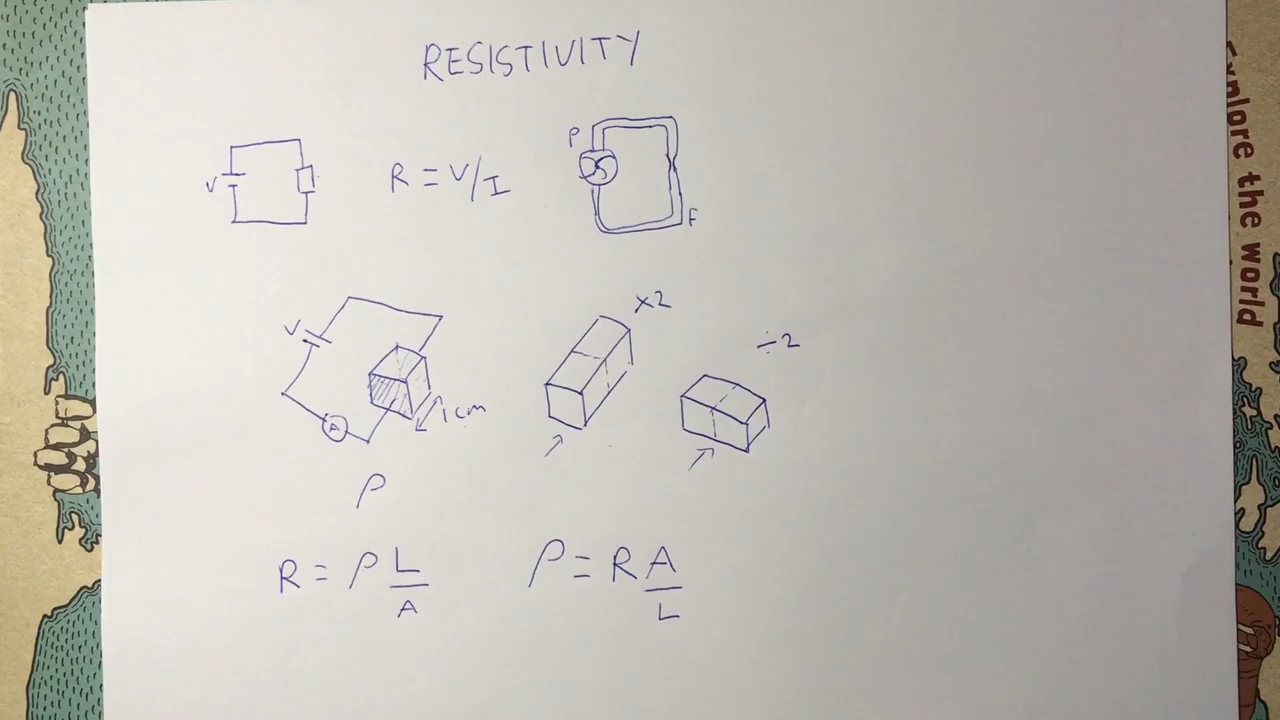 RESISTIVITY
V
R = V/I
P
F
V
A
1cm
×2
÷2
ρ
R = ρ L/A
ρ = R A/L
Explore the world